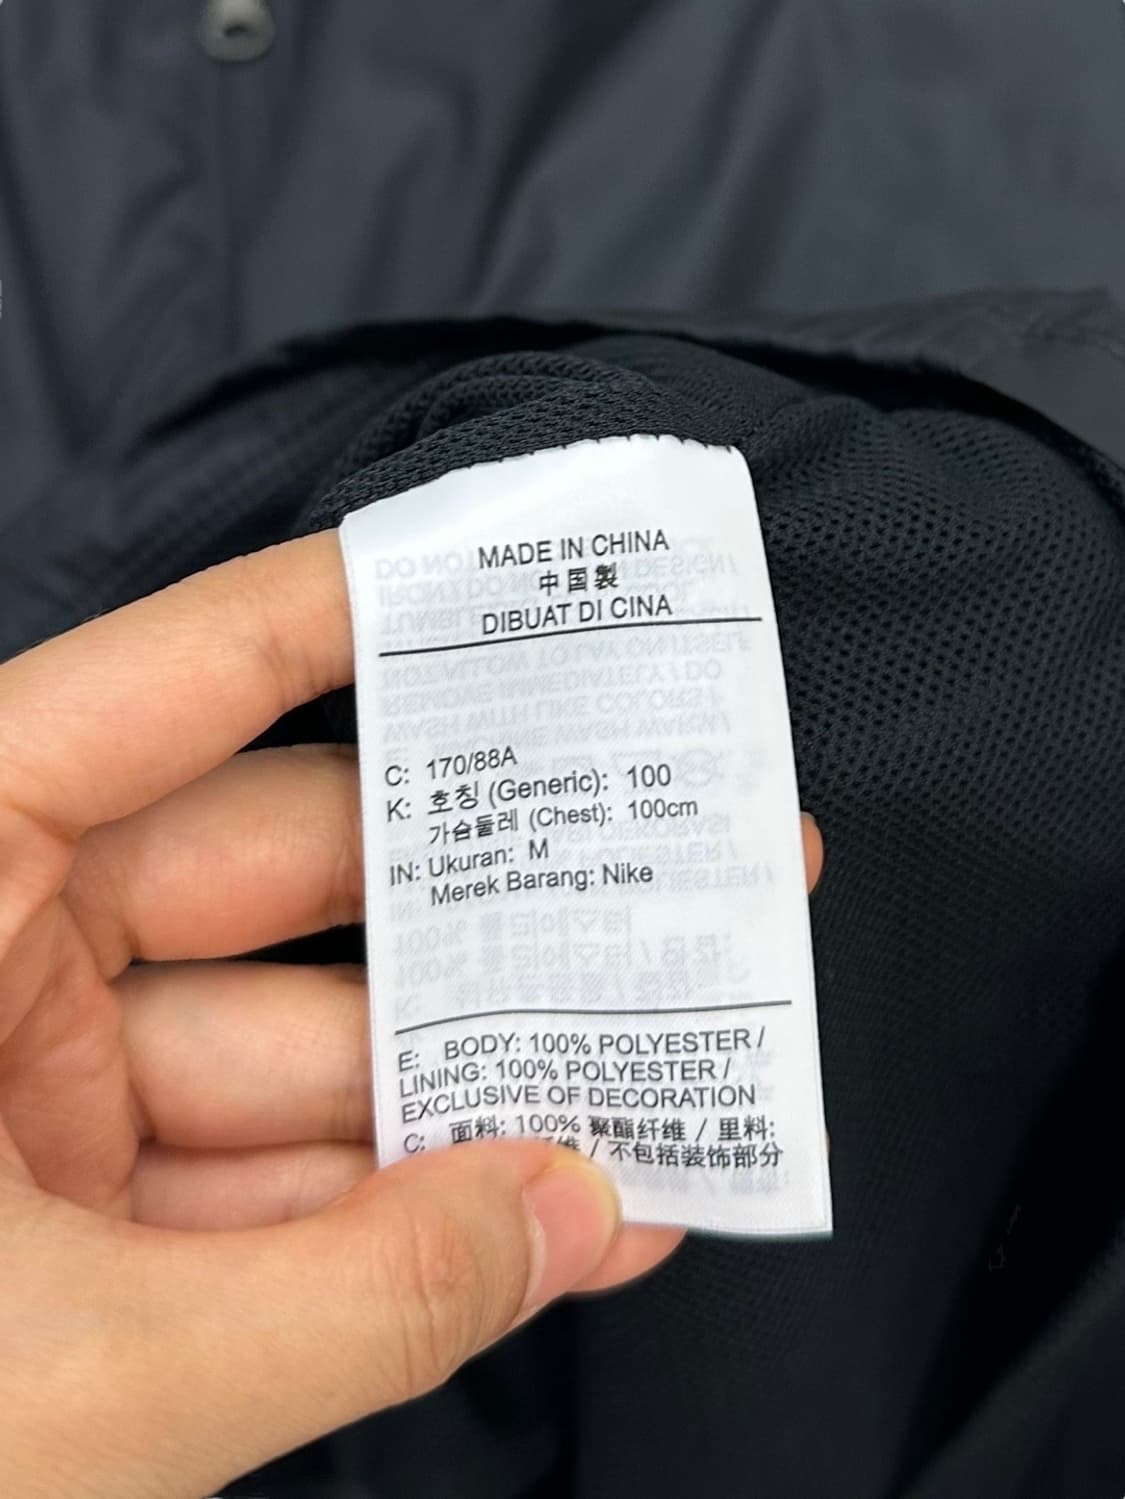 MADE IN CHINA
中国製
DIBUAT DI CINA
C: 170/88A
K: 호칭 (Generic): 100
가슴둘레 (Chest): 100cm
IN: Ukuran: M
Merek Barang: Nike
E: BODY: 100% POLYESTER /
LINING: 100% POLYESTER /
EXCLUSIVE OF DECORATION
C: 面料: 100% 聚酯纤维 / 里料:
维 / 不包括装饰部分